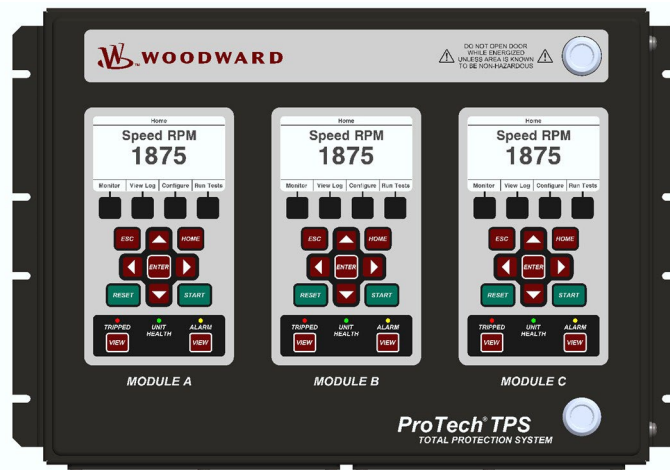 WOODWARD
DO NOT OPEN DOOR
WHILE ENERGIZED
UNLESS AREA IS KNOWN
TO BE NON-HAZARDOUS
Home
Speed RPM
1875
Monitor View Log Configure Run Tests
ESC HOME
ENTER
RESET START
TRIPPED UNIT HEALTH ALARM
VIEW VIEW
MODULE A
Home
Speed RPM
1875
Monitor View Log Configure Run Tests
ESC HOME
ENTER
RESET START
TRIPPED UNIT HEALTH ALARM
VIEW VIEW
MODULE B
Home
Speed RPM
1875
Monitor View Log Configure Run Tests
ESC HOME
ENTER
RESET START
TRIPPED UNIT HEALTH ALARM
VIEW VIEW
MODULE C
ProTech® TPS
TOTAL PROTECTION SYSTEM